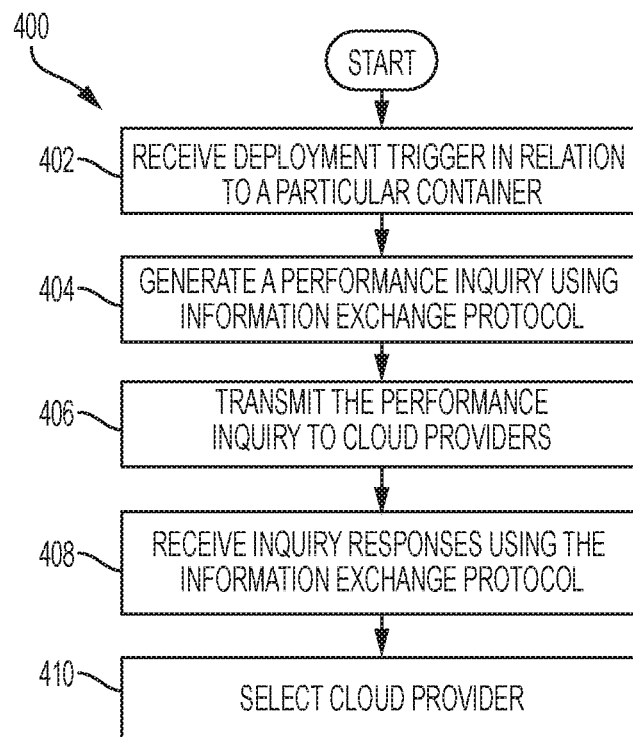 400
START
402
RECEIVE DEPLOYMENT TRIGGER IN RELATION
TO A PARTICULAR CONTAINER
404
GENERATE A PERFORMANCE INQUIRY USING
INFORMATION EXCHANGE PROTOCOL
406
TRANSMIT THE PERFORMANCE
INQUIRY TO CLOUD PROVIDERS
408
RECEIVE INQUIRY RESPONSES USING THE
INFORMATION EXCHANGE PROTOCOL
410
SELECT CLOUD PROVIDER